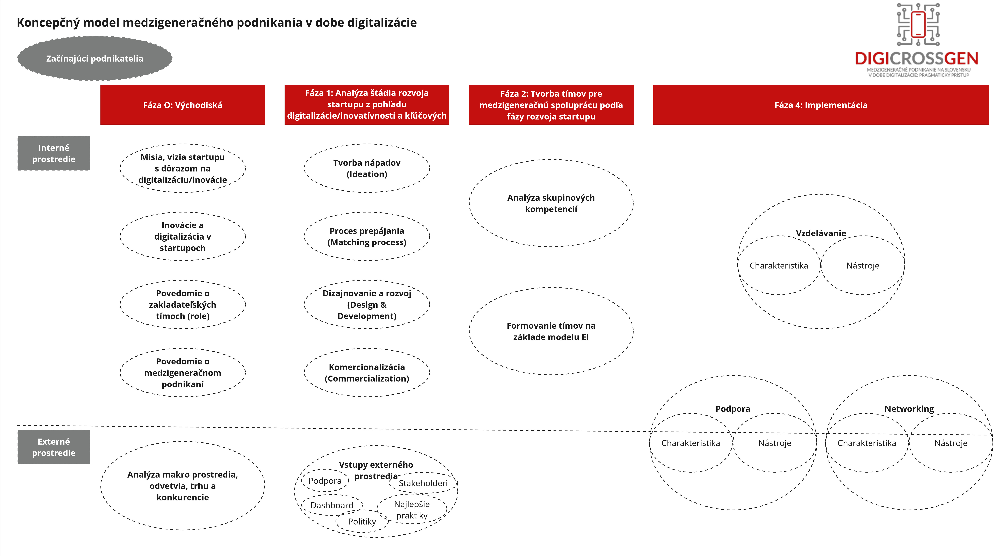 Koncepčný model medzigeneračného podnikania v dobe digitalizácie
Začínajúci podnikatelia
DIGICROSSGEN
MEDZIGENERAČNÉ PODNIKANIE NA SLOVENSKU
V DOBE DIGITALIZÁCIE: PRAGMATICKÝ PRÍSTUP
Fáza O: Východiská
Fáza 1: Analýza štádia rozvoja
startupu z pohľadu
digitalizácie/inovatívnosti a kľúčových
Fáza 2: Tvorba tímov pre
medzigeneračnú spoluprácu podľa
fázy rozvoja startupu
Fáza 4: Implementácia
Interné
prostredie
Misia, vízia startupu
s dôrazom na
digitalizáciu/inovácie
Inovácie a
digitalizácia v
startupoch
Povedomie o
zakladateľských
tímoch (role)
Povedomie o
medzigeneračnom
podnikaní
Tvorba nápadov
(Ideation)
Proces prepájania
(Matching process)
Dizajnovanie a rozvoj
(Design &
Development)
Komercionalizácia
(Commercialization)
Analýza skupinových
kompetencií
Formovanie tímov na
základe modelu EI
Vzdelávanie
Charakteristika
Nástroje
Podpora
Charakteristika
Nástroje
Networking
Charakteristika
Nástroje
Externé
prostredie
Analýza makro prostredia,
odvetvia, trhu a
konkurencie
Vstupy externého
prostredia
Podpora
Stakeholderi
Dashboard
Najlepšie
praktiky
Politiky